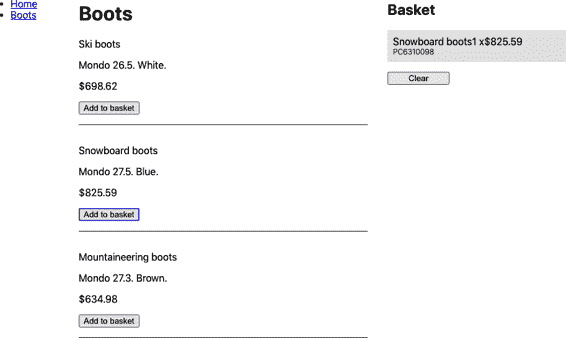 Home
Boots
Boots
Ski boots
Mondo 26.5. White.
$698.62
Add to basket
Snowboard boots
Mondo 27.5. Blue.
$825.59
Add to basket
Mountaineering boots
Mondo 27.3. Brown.
$634.98
Add to basket
Basket
Snowboard boots1 x$825.59
PC6310098
Clear